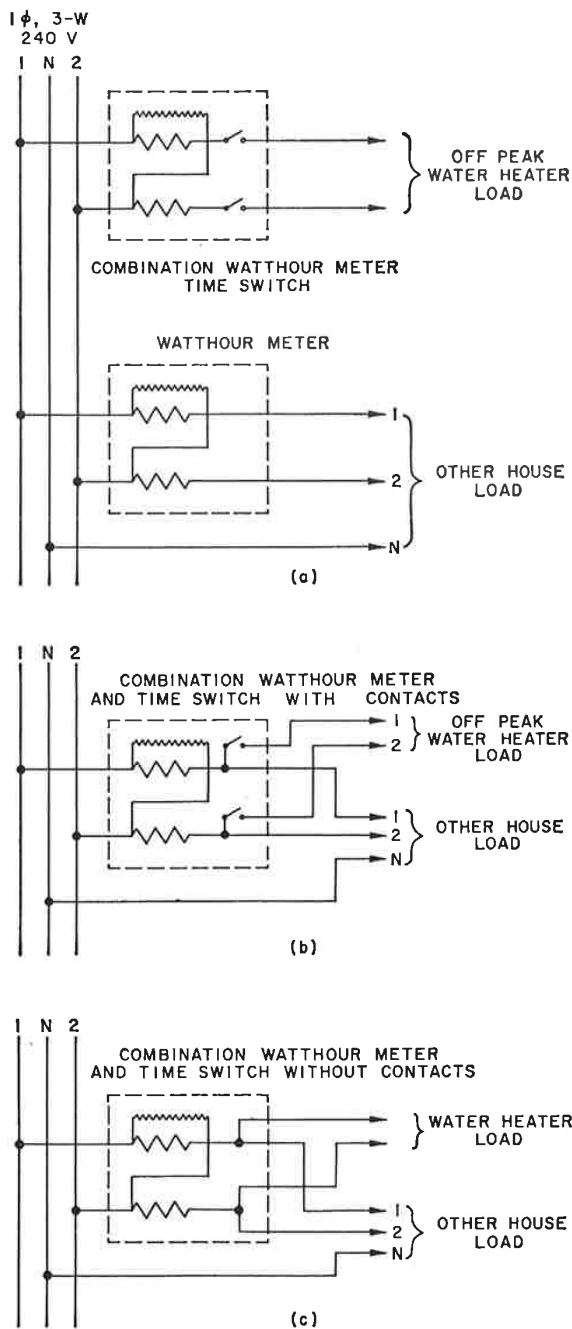 1ϕ, 3-W
240 V
1 N 2
OFF PEAK
WATER HEATER
LOAD
COMBINATION WATTHOUR METER
TIME SWITCH
WATTHOUR METER
1
2
OTHER HOUSE
LOAD
N
(a)
1 N 2
COMBINATION WATTHOUR METER
AND TIME SWITCH WITH CONTACTS
1
2
OFF PEAK
WATER HEATER
LOAD
1
2
N
OTHER HOUSE
LOAD
(b)
1 N 2
COMBINATION WATTHOUR METER
AND TIME SWITCH WITHOUT CONTACTS
WATER HEATER
LOAD
1
2
N
OTHER HOUSE
LOAD
(c)